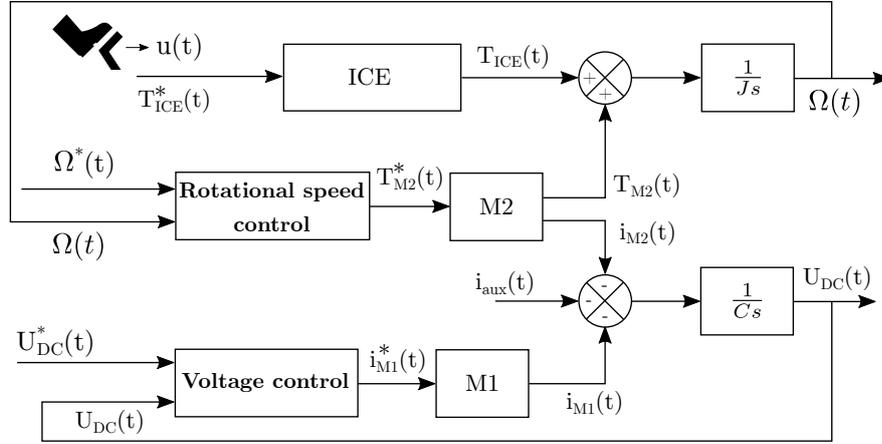 u(t)
T*ICE(t)
ICE
TICE(t)
+
+
1
Js
Ω(t)
Ω*(t)
Ω(t)
Rotational speed
control
T*M2(t)
M2
TM2(t)
iM2(t)
iaux(t)
-
-
-
1
Cs
UDC(t)
U*DC(t)
UDC(t)
Voltage control
i*M1(t)
M1
iM1(t)